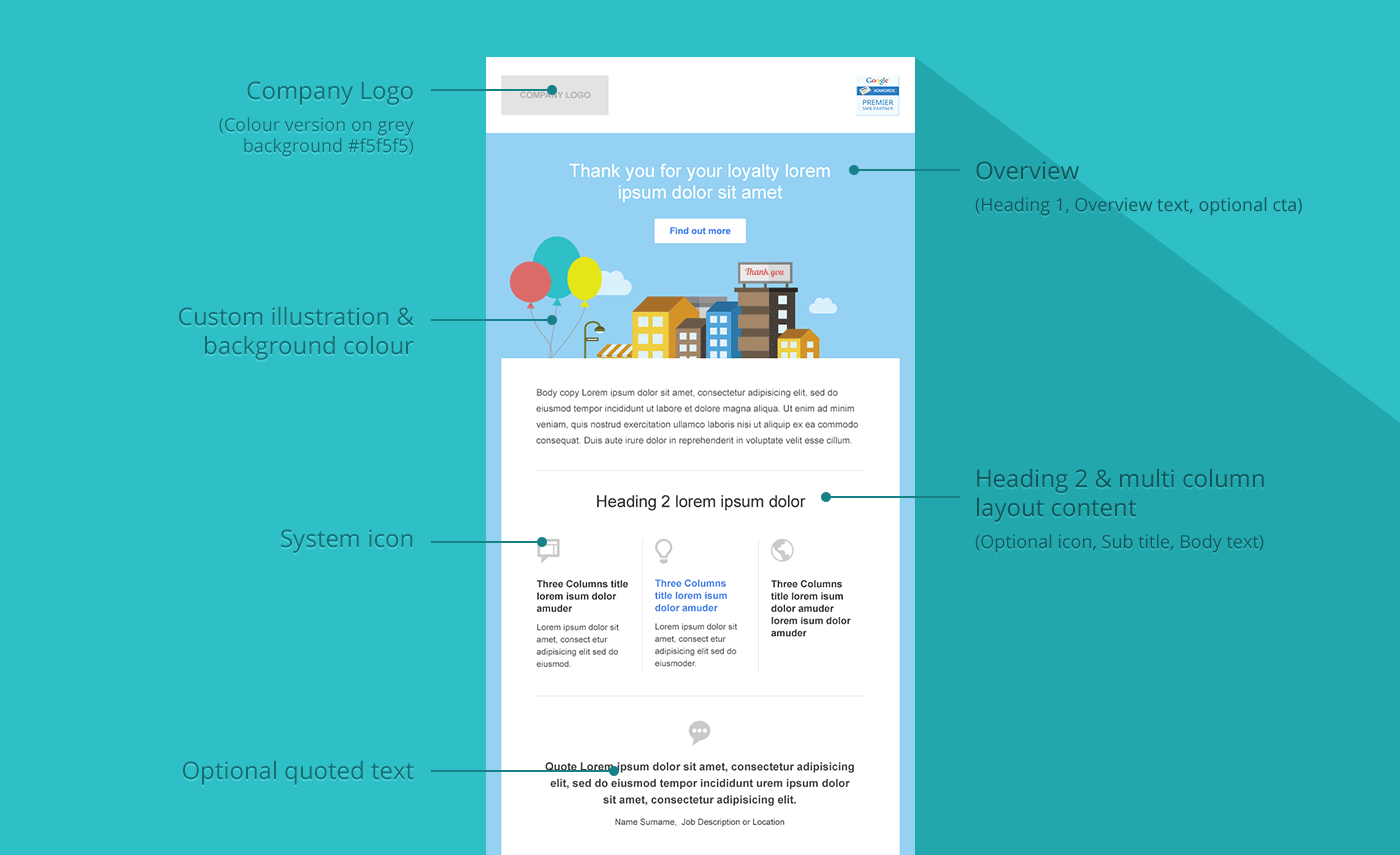 Company Logo
(Colour version on grey
background #f5f5f5)
COMPANY LOGO
Google
ADWORDS
PREMIER
SMB PARTNER
Thank you for your loyalty lorem
ipsum dolor sit amet
Find out more
Overview
(Heading 1, Overview text, optional cta)
Thank you
Custom illustration &
background colour
Body copy Lorem ipsum dolor sit amet, consectetur adipisicing elit, sed do
eiusmod tempor incididunt ut labore et dolore magna aliqua. Ut enim ad minim
veniam, quis nostrud exercitation ullamco laboris nisi ut aliquip ex ea commodo
consequat. Duis aute irure dolor in reprehenderit in voluptate velit esse cillum.
Heading 2 lorem ipsum dolor
Heading 2 & multi column
layout content
(Optional icon, Sub title, Body text)
System icon
Three Columns title
lorem isum dolor
amuder
Lorem ipsum dolor sit
amet, consect etur
adipisicing elit sed do
eiusmod.
Three Columns
title lorem isum
dolor amuder
Lorem ipsum dolor sit
amet, consect etur
adipisicing elit sed do
eiusmoder.
Three Columns
title lorem isum
dolor amuder
lorem isum dolor
amuder
Optional quoted text
Quote Lorem ipsum dolor sit amet, consectetur adipisicing
elit, sed do eiusmod tempor incididunt urem ipsum dolor
sit amet, consectetur adipisicing elit.
Name Surname, Job Description or Location